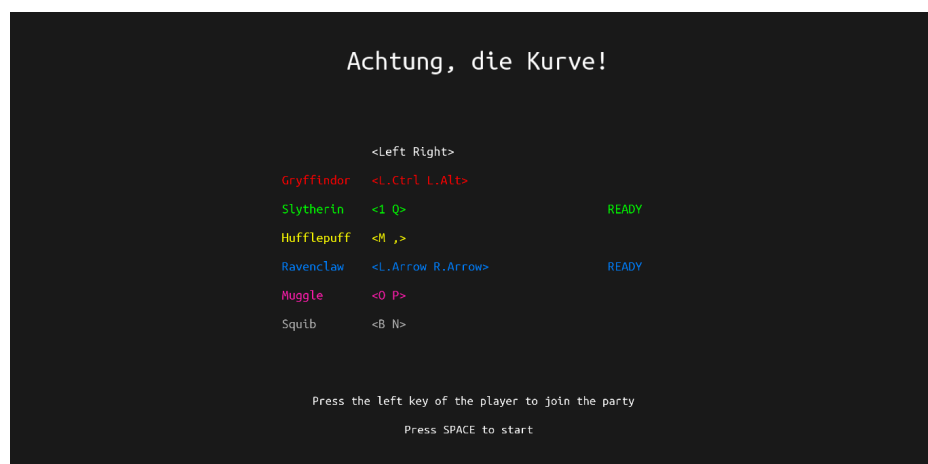 Achtung, die Kurve!
<Left Right>
Gryffindor <L.Ctrl L.Alt>
Slytherin <1 Q> READY
Hufflepuff <M ,>
Ravenclaw <L.Arrow R.Arrow> READY
Muggle <O P>
Squib <B N>
Press the left key of the player to join the party
Press SPACE to start